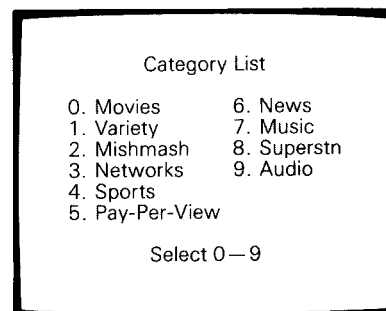 Category List
0. Movies
1. Variety
2. Mishmash
3. Networks
4. Sports
5. Pay-Per-View
6. News
7. Music
8. Superstn
9. Audio
Select 0—9